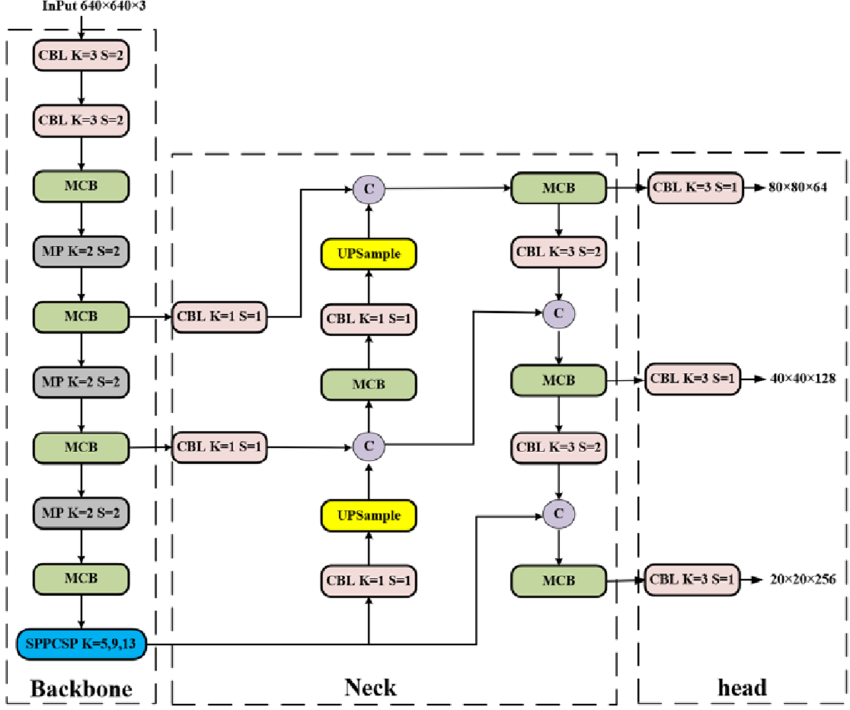 InPut 640×640×3
CBL K=3 S=2
CBL K=3 S=2
MCB
MP K=2 S=2
MCB
MP K=2 S=2
MCB
MP K=2 S=2
MCB
SPPCSP K=5,9,13
Backbone
CBL K=1 S=1
CBL K=1 S=1
C
UPSample
CBL K=1 S=1
MCB
C
UPSample
CBL K=1 S=1
MCB
CBL K=3 S=2
C
MCB
CBL K=3 S=2
C
MCB
Neck
CBL K=3 S=1
80×80×64
CBL K=3 S=1
40×40×128
CBL K=3 S=1
20×20×256
head